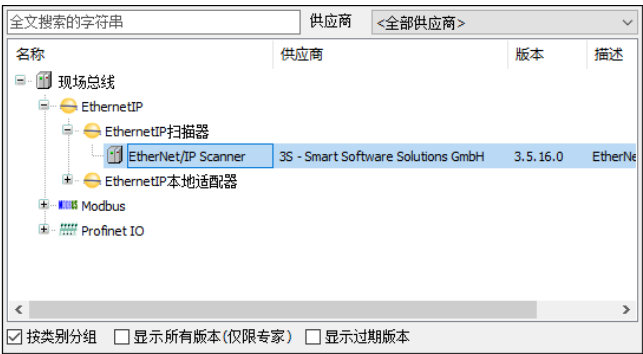 全文搜索的字符串 供应商 <全部供应商>
名称 供应商 版本 描述
现场总线
EthernetIP
EthernetIP扫描器
EtherNet/IP Scanner 3S - Smart Software Solutions GmbH 3.5.16.0 EtherNe
EthernetIP本地适配器
Modbus
Profinet IO
按类别分组 显示所有版本(仅限专家) 显示过期版本